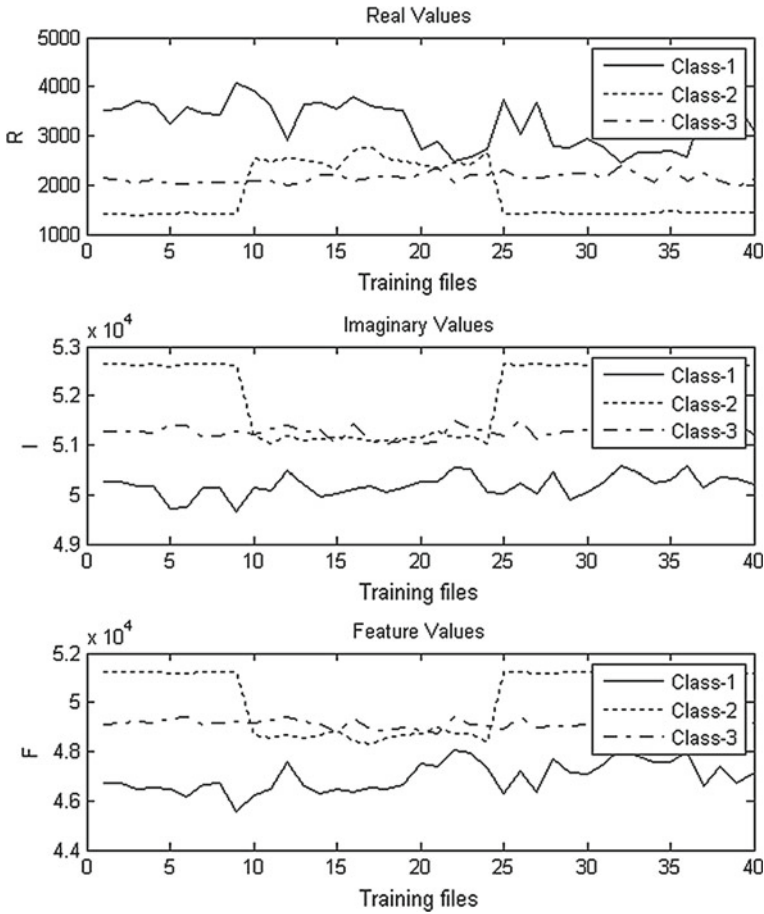 Real Values
5000
4000
3000
2000
1000
R
Class-1
Class-2
Class-3
0 5 10 15 20 25 30 35 40
Training files
x 10^4
Imaginary Values
5.3
5.2
5.1
5
4.9
I
Class-1
Class-2
Class-3
0 5 10 15 20 25 30 35 40
Training files
x 10^4
Feature Values
5.2
5
4.8
4.6
4.4
F
Class-1
Class-2
Class-3
0 5 10 15 20 25 30 35 40
Training files